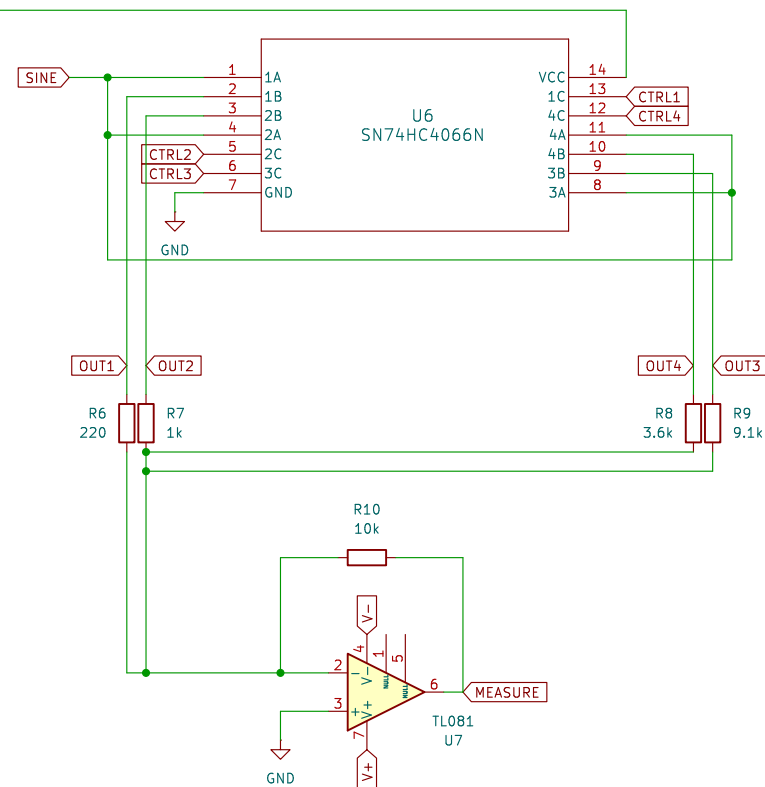 SINE
1
1A
2
1B
3
2B
4
2A
CTRL2
5
2C
CTRL3
6
3C
7
GND
U6
SN74HC4066N
VCC
14
1C
13
CTRL1
4C
12
CTRL4
4A
11
4B
10
3B
9
3A
8
GND
OUT1
OUT2
OUT4
OUT3
R6
220
R7
1k
R8
3.6k
R9
9.1k
R10
10k
V-
4
1
5
2
-
V-
NULL
NULL
6
MEASURE
3
+
V+
7
TL081
U7
GND
V+